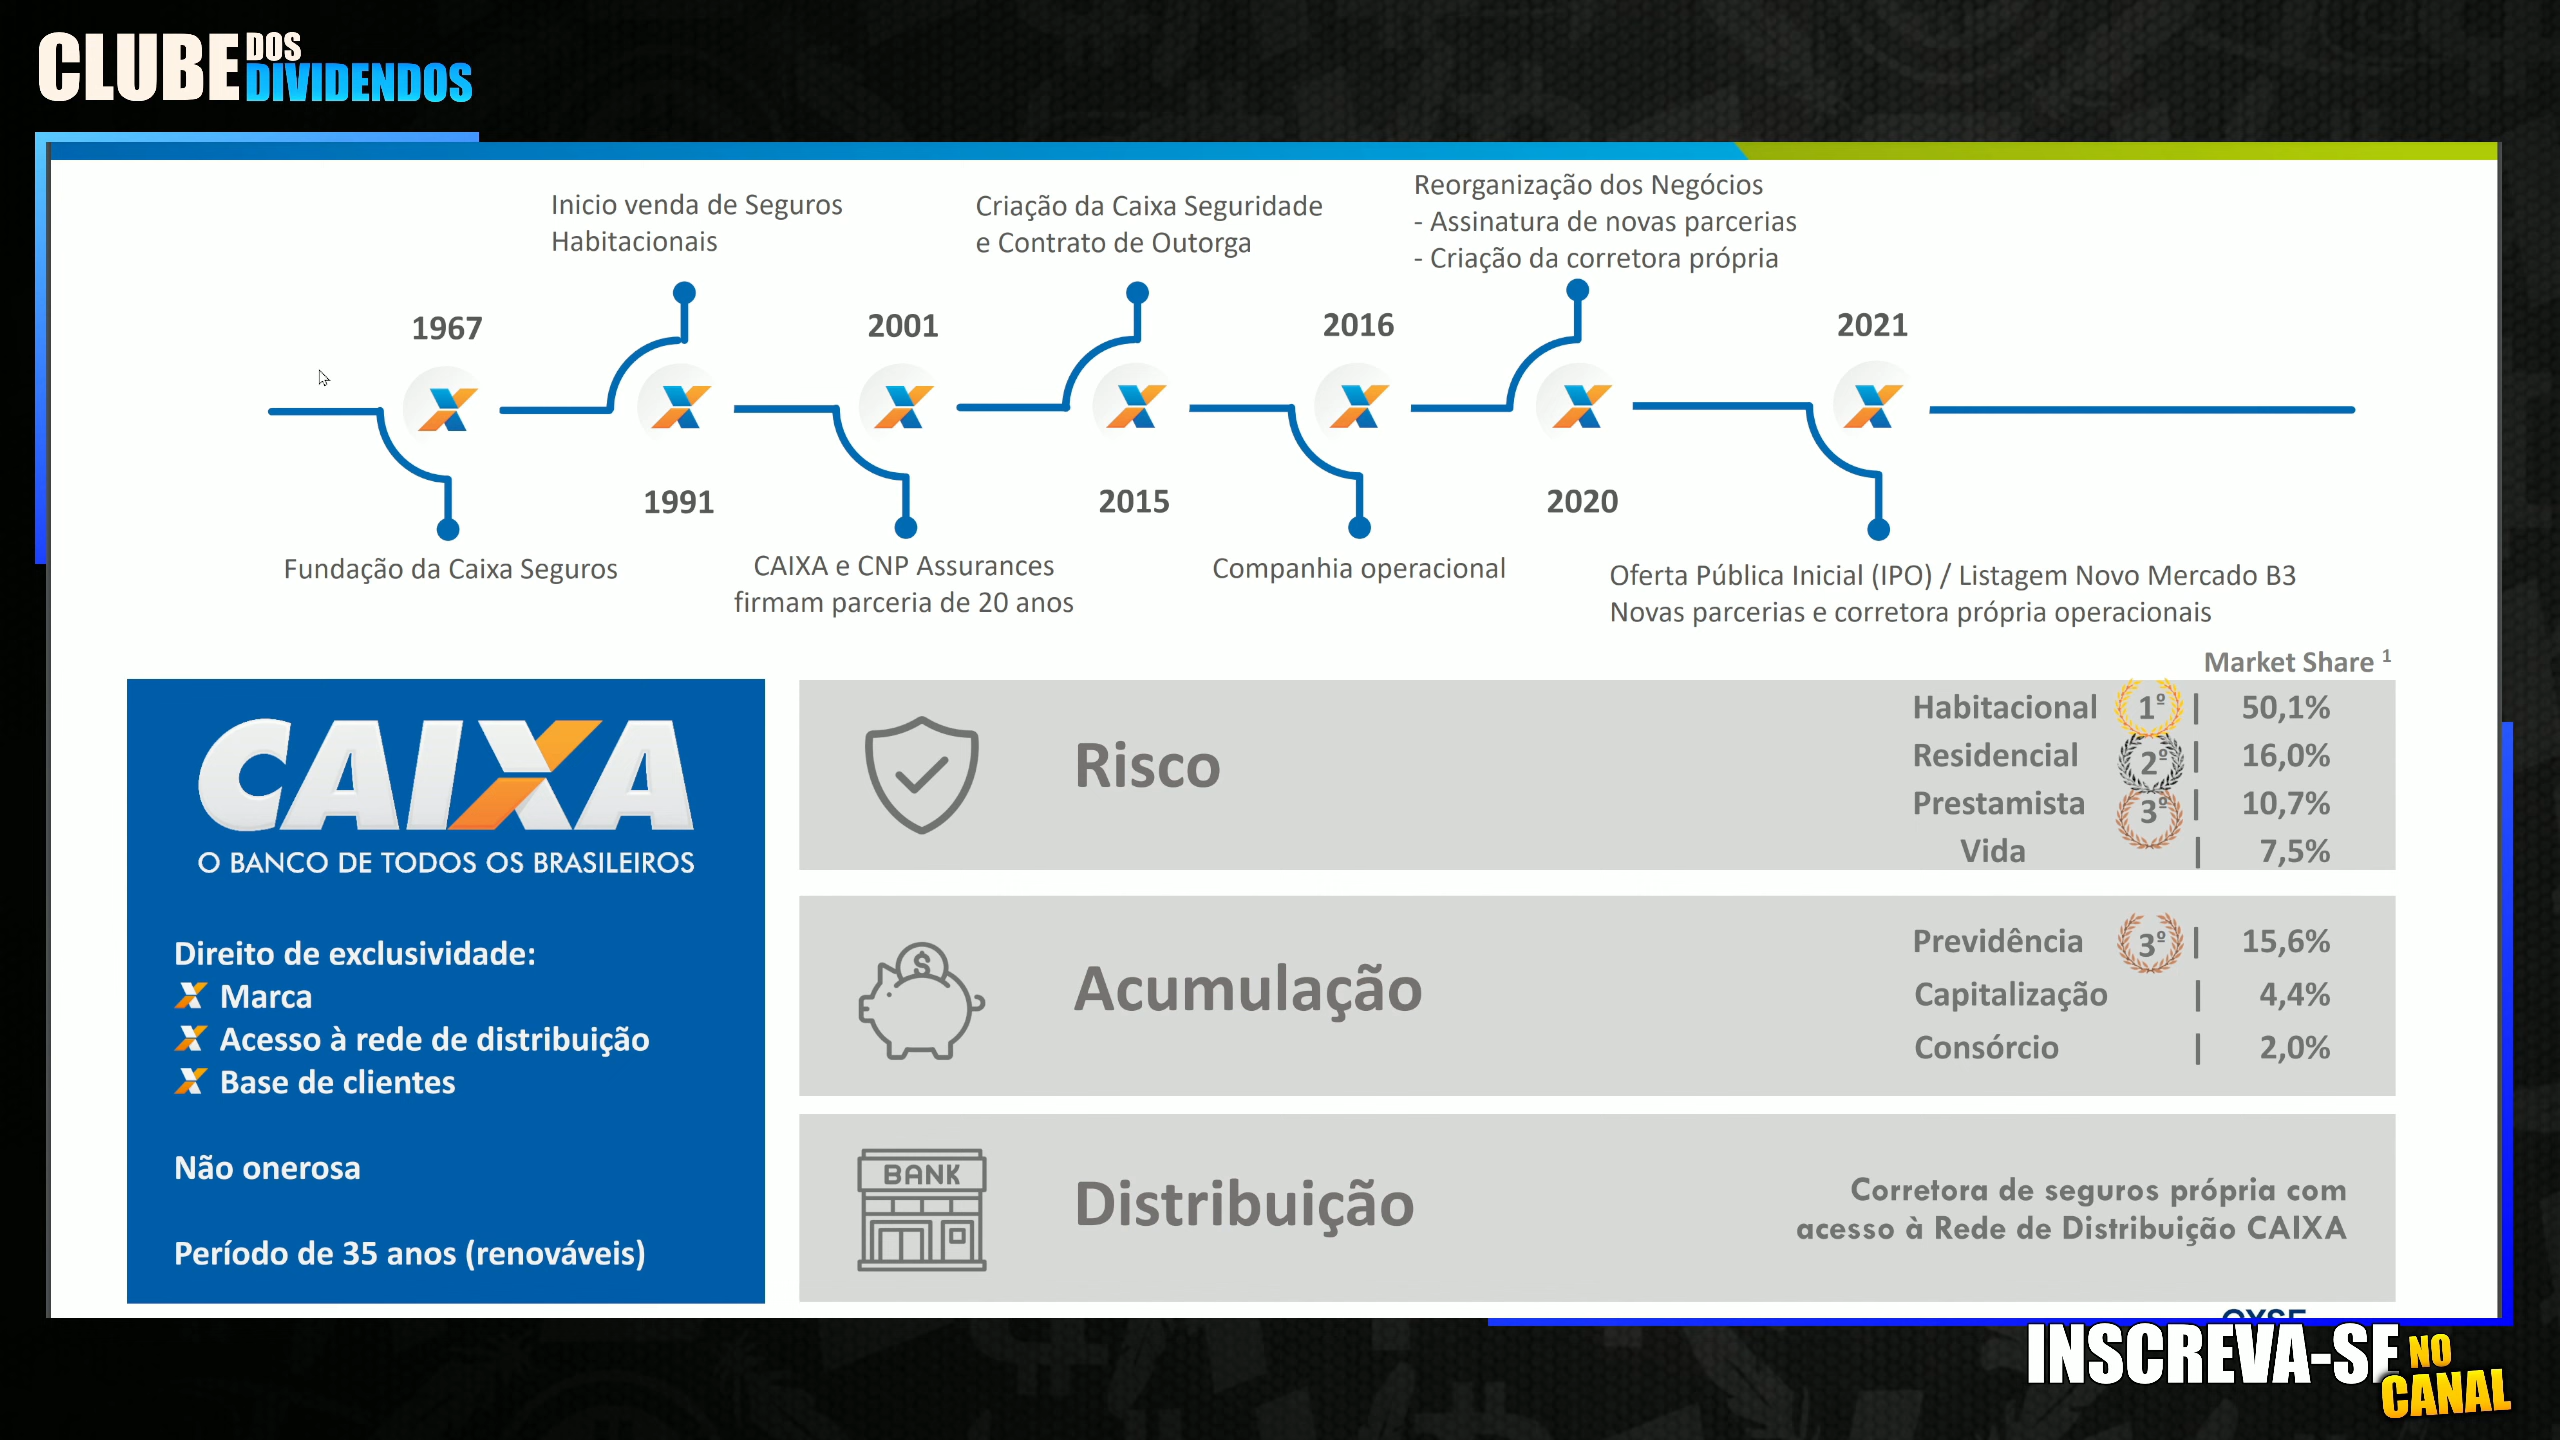 CLUBE DOS DIVIDENDOS
Inicio venda de Seguros
Habitacionais
Criação da Caixa Seguridade
e Contrato de Outorga
Reorganização dos Negócios
- Assinatura de novas parcerias
- Criação da corretora própria
1967
2001
2016
2021
1991
2015
2020
Fundação da Caixa Seguros
CAIXA e CNP Assurances
firmam parceria de 20 anos
Companhia operacional
Oferta Pública Inicial (IPO) / Listagem Novo Mercado B3
Novas parcerias e corretora própria operacionais
CAIXA
O BANCO DE TODOS OS BRASILEIROS
Direito de exclusividade:
Marca
Acesso à rede de distribuição
Base de clientes
Não onerosa
Período de 35 anos (renováveis)
Market Share 1
Risco
Habitacional 1º | 50,1%
Residencial 2º | 16,0%
Prestamista 3º | 10,7%
Vida | 7,5%
$
Acumulação
Previdência 3º | 15,6%
Capitalização | 4,4%
Consórcio | 2,0%
BANK
Distribuição
Corretora de seguros própria com
acesso à Rede de Distribuição CAIXA
INSCREVA-SE NO CANAL